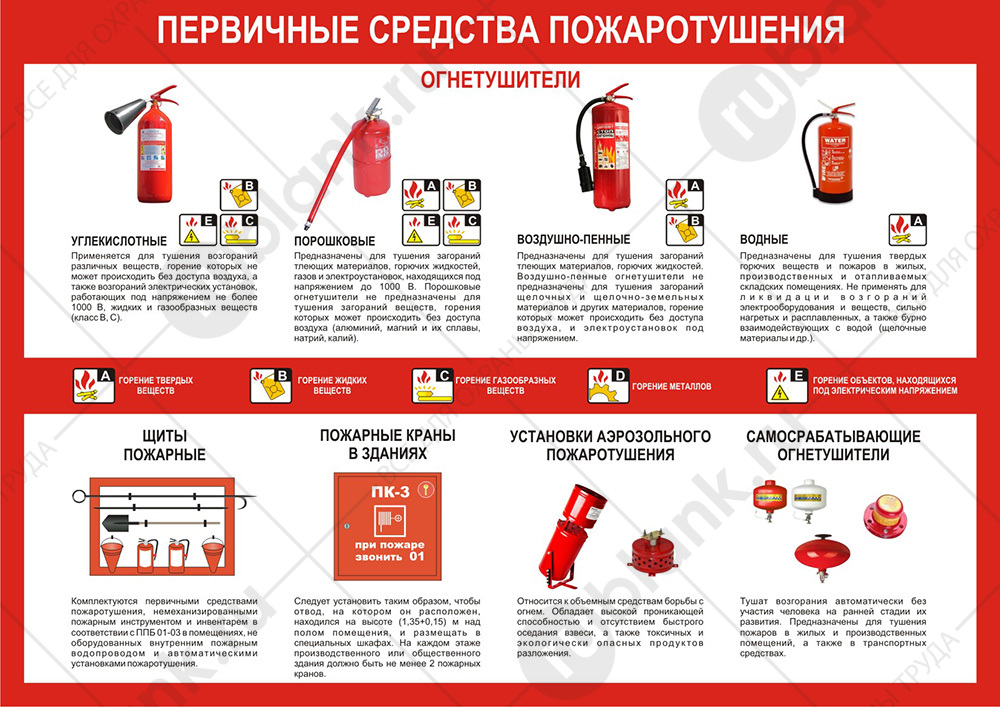 ПЕРВИЧНЫЕ СРЕДСТВА ПОЖАРОТУШЕНИЯ
ОГНЕТУШИТЕЛИ
B
E
C
УГЛЕКИСЛОТНЫЕ
Применяется для тушения возгораний
различных веществ, горение которых не
может происходить без доступа воздуха, а
также возгораний электрических установок,
работающих под напряжением не более
1000 В, жидких и газообразных веществ
(класс В, С).
A
B
E
C
ПОРОШКОВЫЕ
Предназначены для тушения загораний
тлеющих материалов, горючих жидкостей,
газов и электроустановок, находящихся под
напряжением до 1000 В. Порошковые
огнетушители не предназначены для
тушения загораний веществ, горения
которых может происходить без доступа
воздуха (алюминий, магний и их сплавы,
натрий, калий).
A
B
ВОЗДУШНО-ПЕННЫЕ
Предназначены для тушения загораний
тлеющих материалов, горючих жидкостей.
Воздушно-пенные огнетушители не
предназначены для тушения загораний
щелочных и щелочно-земельных
материалов и других материалов, горение
которых может происходить без доступа
воздуха, и электроустановок под
напряжением.
WATER
A
ВОДНЫЕ
Предназначены для тушения твердых
горючих веществ и пожаров в жилых,
производственных и отапливаемых
складских помещениях. Не применять для
ликвидации возгораний
электрооборудования и веществ, сильно
нагретых и расплавленных, а также бурно
взаимодействующих с водой (щелочные
материалы и др.).
A
ГОРЕНИЕ ТВЕРДЫХ
ВЕЩЕСТВ
B
ГОРЕНИЕ ЖИДКИХ
ВЕЩЕСТВ
C
ГОРЕНИЕ ГАЗООБРАЗНЫХ
ВЕЩЕСТВ
D
ГОРЕНИЕ МЕТАЛЛОВ
E
ГОРЕНИЕ ОБЪЕКТОВ, НАХОДЯЩИХСЯ
ПОД ЭЛЕКТРИЧЕСКИМ НАПРЯЖЕНИЕМ
ЩИТЫ
ПОЖАРНЫЕ
Комплектуются первичными средствами
пожаротушения, немеханизированными
пожарным инструментом и инвентарем в
соответствии с ППБ 01-03 в помещениях, не
оборудованных внутренним пожарным
водопроводом и автоматическими
установками пожаротушения.
ПОЖАРНЫЕ КРАНЫ
В ЗДАНИЯХ
ПК-3
при пожаре
звонить 01
Следует установить таким образом, чтобы
отвод, на котором он расположен,
находился на высоте (1,35+0,15) м над
полом помещения, и размещать в
специальных шкафах. На каждом этаже
производственного или общественного
здания должно быть не менее 2 пожарных
кранов.
УСТАНОВКИ АЭРОЗОЛЬНОГО
ПОЖАРОТУШЕНИЯ
Относится к объемным средствам борьбы с
огнем. Обладает высокой проникающей
способностью и отсутствием быстрого
оседания взвеси, а также токсичных и
экологически опасных продуктов
разложения.
САМОСРАБАТЫВАЮЩИЕ
ОГНЕТУШИТЕЛИ
Тушат возгорания автоматически без
участия человека на ранней стадии их
развития. Предназначены для тушения
пожаров в жилых и производственных
помещений, а также в транспортных
средствах.
rublank.ru
ВСЕ ДЛЯ ОХРАНЫ ТРУДА